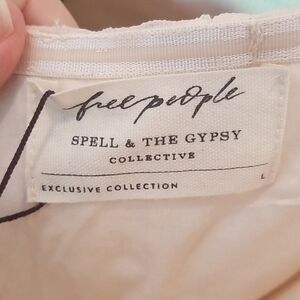 free people
SPELL & THE GYPSY
COLLECTIVE
L
EXCLUSIVE COLLECTION